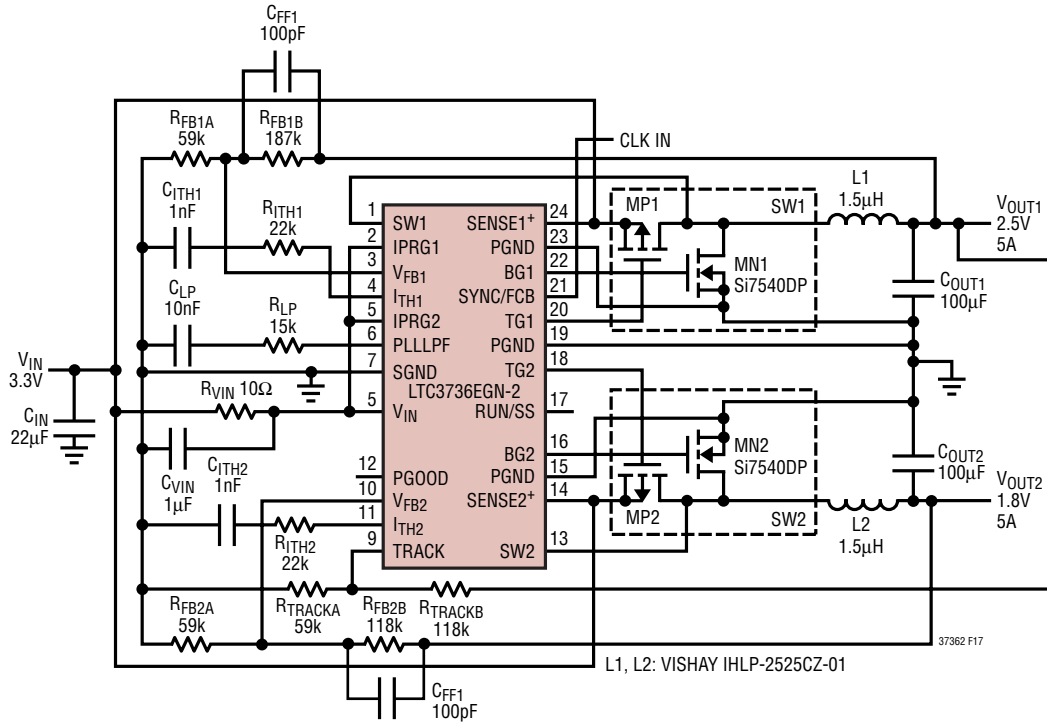 CFF1
100pF
RFB1A
59k
RFB1B
187k
CLK IN
CITH1
1nF
RITH1
22k
CLP
10nF
RLP
15k
VIN
3.3V
CIN
22µF
RVIN 10Ω
CVIN
1µF
CITH2
1nF
RITH2
22k
1 SW1
2 IPRG1
3 VFB1
4 ITH1
5 IPRG2
6 PLLLPF
7 SGND
5 VIN
12 PGOOD
10 VFB2
11 ITH2
9 TRACK
LTC3736EGN-2
SENSE1+ 24
PGND 23
BG1 22
SYNC/FCB 21
TG1 20
PGND 19
TG2 18
RUN/SS 17
BG2 16
PGND 15
SENSE2+ 14
SW2 13
MP1
SW1
MN1
Si7540DP
L1
1.5µH
VOUT1
2.5V
5A
COUT1
100µF
MN2
Si7540DP
MP2
SW2
COUT2
100µF
L2
1.5µH
VOUT2
1.8V
5A
RFB2A
59k
RTRACKA
59k
RFB2B
118k
RTRACKB
118k
37362 F17
L1, L2: VISHAY IHLP-2525CZ-01
CFF1
100pF